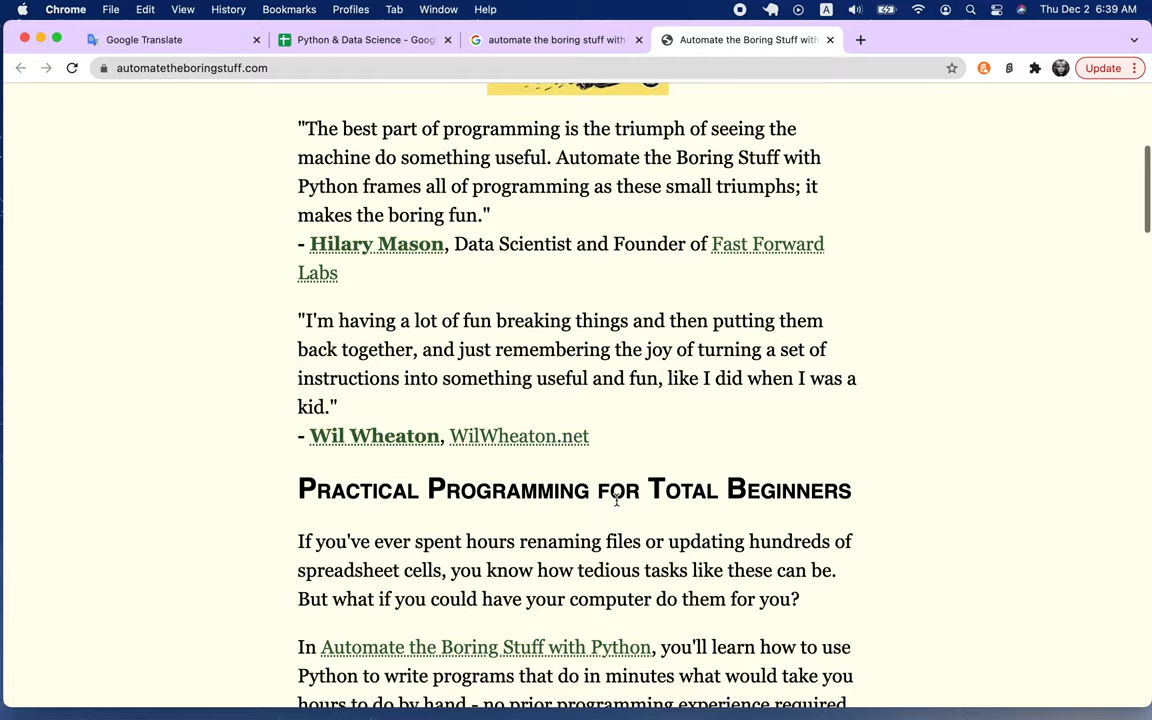 Chrome File Edit View History Bookmarks Profiles Tab Window Help A Thu Dec 2 6:39 AM
Google Translate Python & Data Science - Goog automate the boring stuff with Automate the Boring Stuff with
automatetheboringstuff.com Update
"The best part of programming is the triumph of seeing the
machine do something useful. Automate the Boring Stuff with
Python frames all of programming as these small triumphs; it
makes the boring fun."
- Hilary Mason, Data Scientist and Founder of Fast Forward
Labs
"I'm having a lot of fun breaking things and then putting them
back together, and just remembering the joy of turning a set of
instructions into something useful and fun, like I did when I was a
kid."
- Wil Wheaton, WilWheaton.net
PRACTICAL PROGRAMMING FOR TOTAL BEGINNERS
If you've ever spent hours renaming files or updating hundreds of
spreadsheet cells, you know how tedious tasks like these can be.
But what if you could have your computer do them for you?
In Automate the Boring Stuff with Python, you'll learn how to use
Python to write programs that do in minutes what would take you
hours to do by hand - no prior programming experience required.